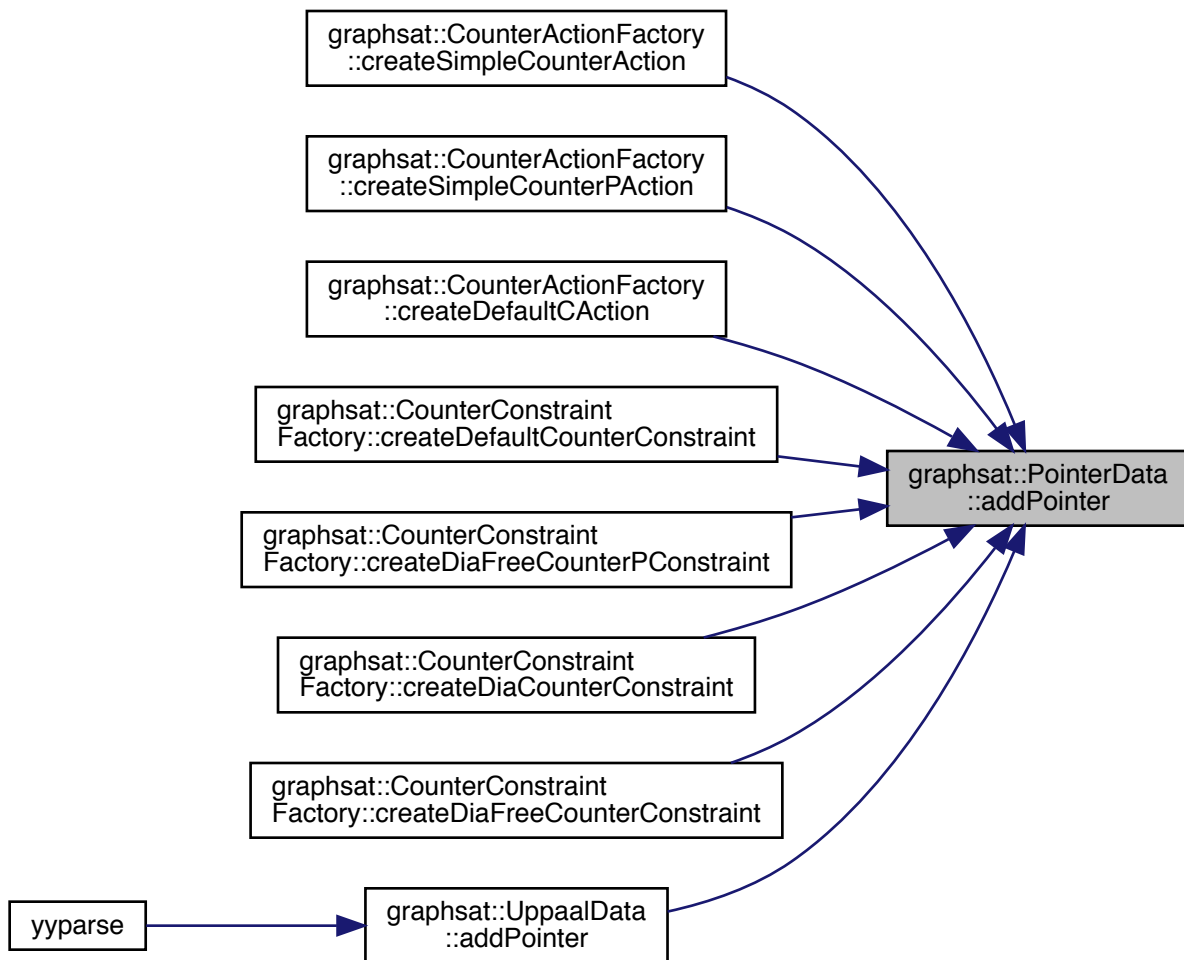 graphsat::CounterActionFactory
::createSimpleCounterAction
graphsat::CounterActionFactory
::createSimpleCounterPAction
graphsat::CounterActionFactory
::createDefaultCAction
graphsat::CounterConstraint
Factory::createDefaultCounterConstraint
graphsat::PointerData
::addPointer
graphsat::CounterConstraint
Factory::createDiaFreeCounterPConstraint
graphsat::CounterConstraint
Factory::createDiaCounterConstraint
graphsat::CounterConstraint
Factory::createDiaFreeCounterConstraint
yyparse
graphsat::UppaalData
::addPointer